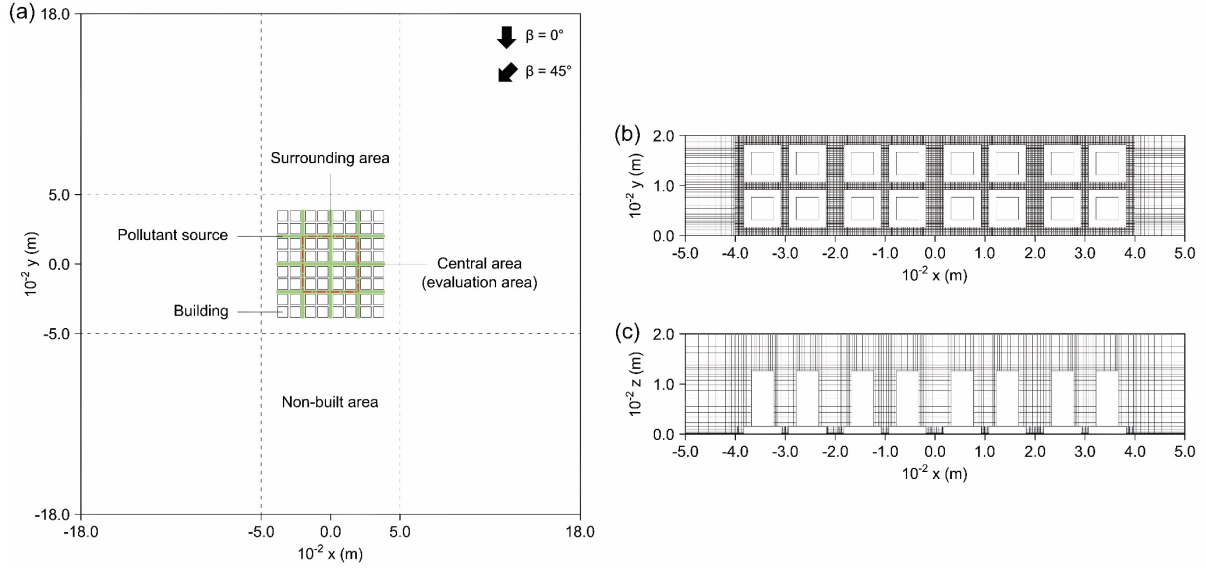 (a)
18.0
β = 0°
β = 45°
Surrounding area
5.0
Pollutant source
10⁻² y (m)
0.0
Central area
(evaluation area)
Building
-5.0
Non-built area
-18.0
-18.0 -5.0 0.0 5.0 18.0
10⁻² x (m)
(b)
2.0
10⁻² y (m)
1.0
0.0
-5.0 -4.0 -3.0 -2.0 -1.0 0.0 1.0 2.0 3.0 4.0 5.0
10⁻² x (m)
(c)
2.0
10⁻² z (m)
1.0
0.0
-5.0 -4.0 -3.0 -2.0 -1.0 0.0 1.0 2.0 3.0 4.0 5.0
10⁻² x (m)